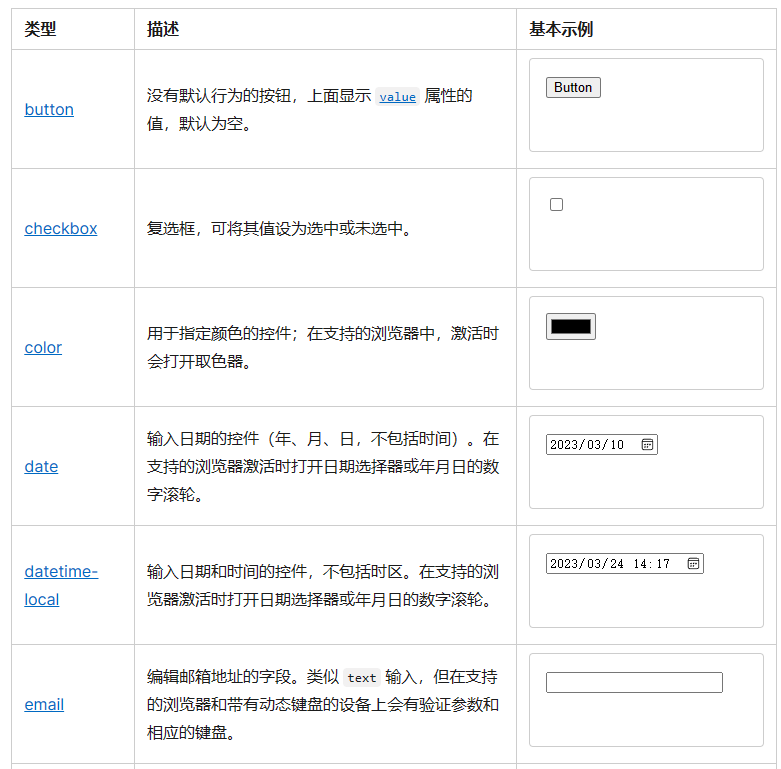 类型 描述 基本示例
button
没有默认行为的按钮，上面显示 value 属性的
值，默认为空。
Button
checkbox
复选框，可将其值设为选中或未选中。
color
用于指定颜色的控件；在支持的浏览器中，激活时
会打开取色器。
date
输入日期的控件（年、月、日，不包括时间）。在
支持的浏览器激活时打开日期选择器或年月日的数
字滚轮。
2023/03/10
datetime-
local
输入日期和时间的控件，不包括时区。在支持的浏
览器激活时打开日期选择器或年月日的数字滚轮。
2023/03/24 14:17
email
编辑邮箱地址的字段。类似 text 输入，但在支持
的浏览器和带有动态键盘的设备上会有验证参数和
相应的键盘。